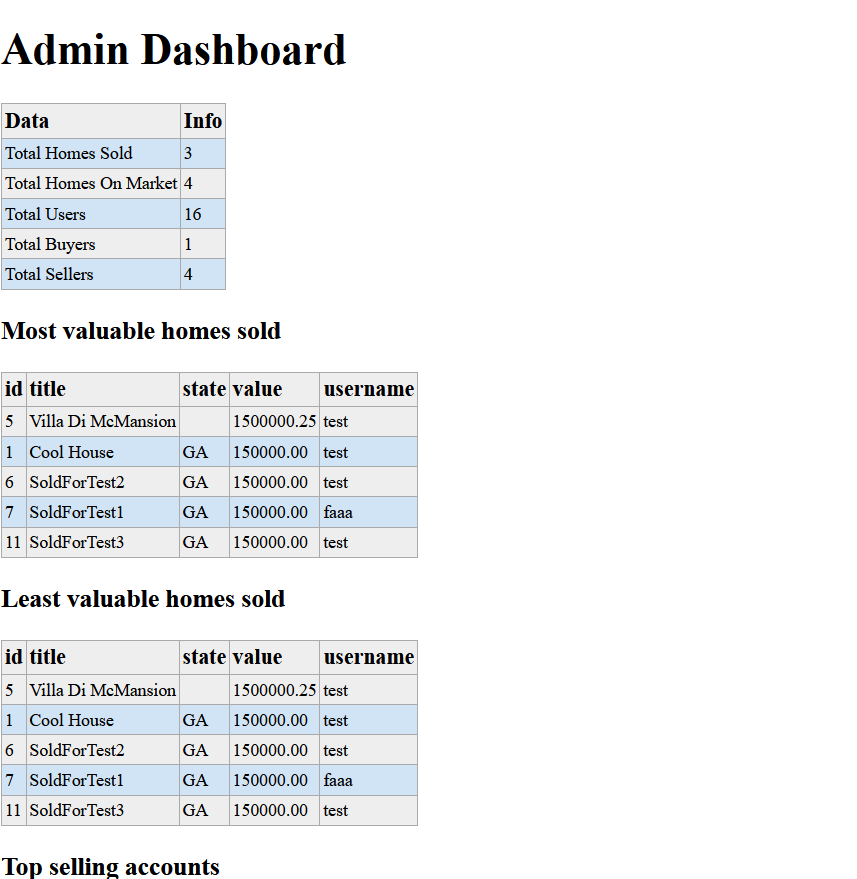 Admin Dashboard
Data Info
Total Homes Sold 3
Total Homes On Market 4
Total Users 16
Total Buyers 1
Total Sellers 4
Most valuable homes sold
id title state value username
5 Villa Di McMansion 1500000.25 test
1 Cool House GA 150000.00 test
6 SoldForTest2 GA 150000.00 test
7 SoldForTest1 GA 150000.00 faaa
11 SoldForTest3 GA 150000.00 test
Least valuable homes sold
id title state value username
5 Villa Di McMansion 1500000.25 test
1 Cool House GA 150000.00 test
6 SoldForTest2 GA 150000.00 test
7 SoldForTest1 GA 150000.00 faaa
11 SoldForTest3 GA 150000.00 test
Top selling accounts